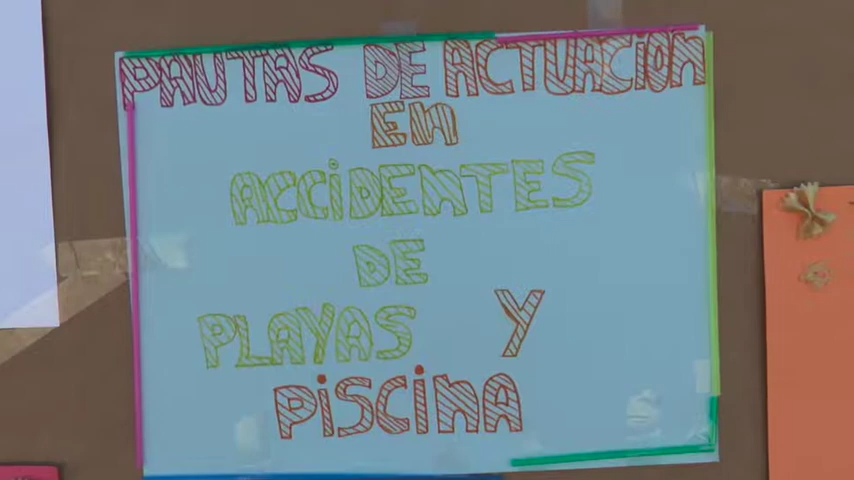 PAUTAS DE ACTUACIÓN
EN
ACCIDENTES
DE
PLAYAS Y
PISCINA